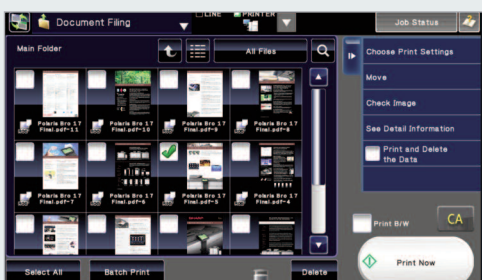 Document Filing
LINE
PRINTER
Job Status
Main Folder
All Files
Choose Print Settings
Move
Check Image
See Detail Information
Print and Delete
the Data
Polaris Bro 17
Final.pdf-11
Polaris Bro 17
Final.pdf-10
Polaris Bro 17
Final.pdf-9
Polaris Bro 17
Final.pdf-8
Polaris Bro 17
Final.pdf-7
Polaris Bro 17
Final.pdf-6
Polaris Bro 17
Final.pdf-5
Polaris Bro 17
Final.pdf-4
Print B/W
CA
Print Now
Select All
Batch Print
Delete